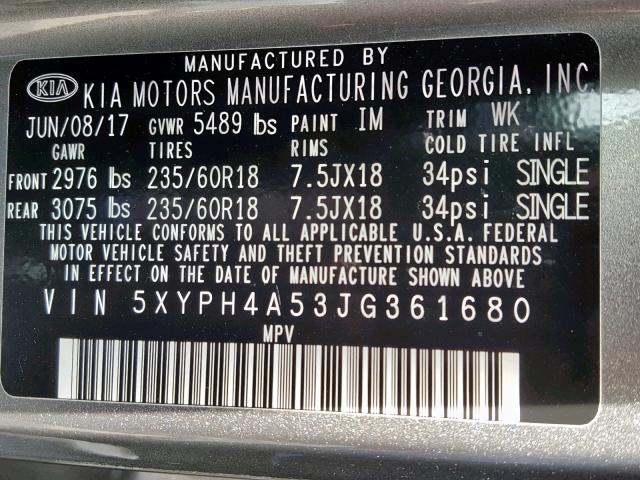 MANUFACTURED BY
KIA KIA MOTORS MANUFACTURING GEORGIA, INC
JUN/08/17 GVWR 5489 lbs PAINT IM TRIM WK
GAWR TIRES RIMS COLD TIRE INFL
FRONT 2976 lbs 235/60R18 7.5JX18 34psi SINGLE
REAR 3075 lbs 235/60R18 7.5JX18 34psi SINGLE
THIS VEHICLE CONFORMS TO ALL APPLICABLE U.S.A. FEDERAL
MOTOR VEHICLE SAFETY AND THEFT PREVENTION STANDARDS
IN EFFECT ON THE DATE OF MANUFACTURE SHOWN ABOVE
VIN 5XYPH4A53JG361680
MPV